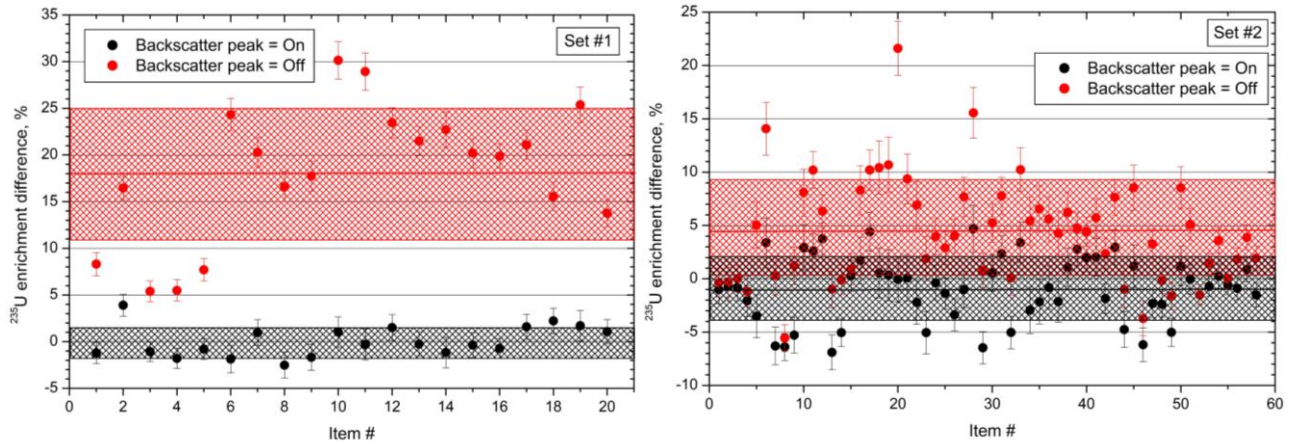 Backscatter peak = On
Backscatter peak = Off
Set #1
35
30
25
20
15
10
5
0
-5
²³⁵U enrichment difference, %
0 2 4 6 8 10 12 14 16 18 20
Item #
Set #2
Backscatter peak = On
Backscatter peak = Off
25
20
15
10
5
0
-5
-10
²³⁵U enrichment difference, %
0 10 20 30 40 50 60
Item #